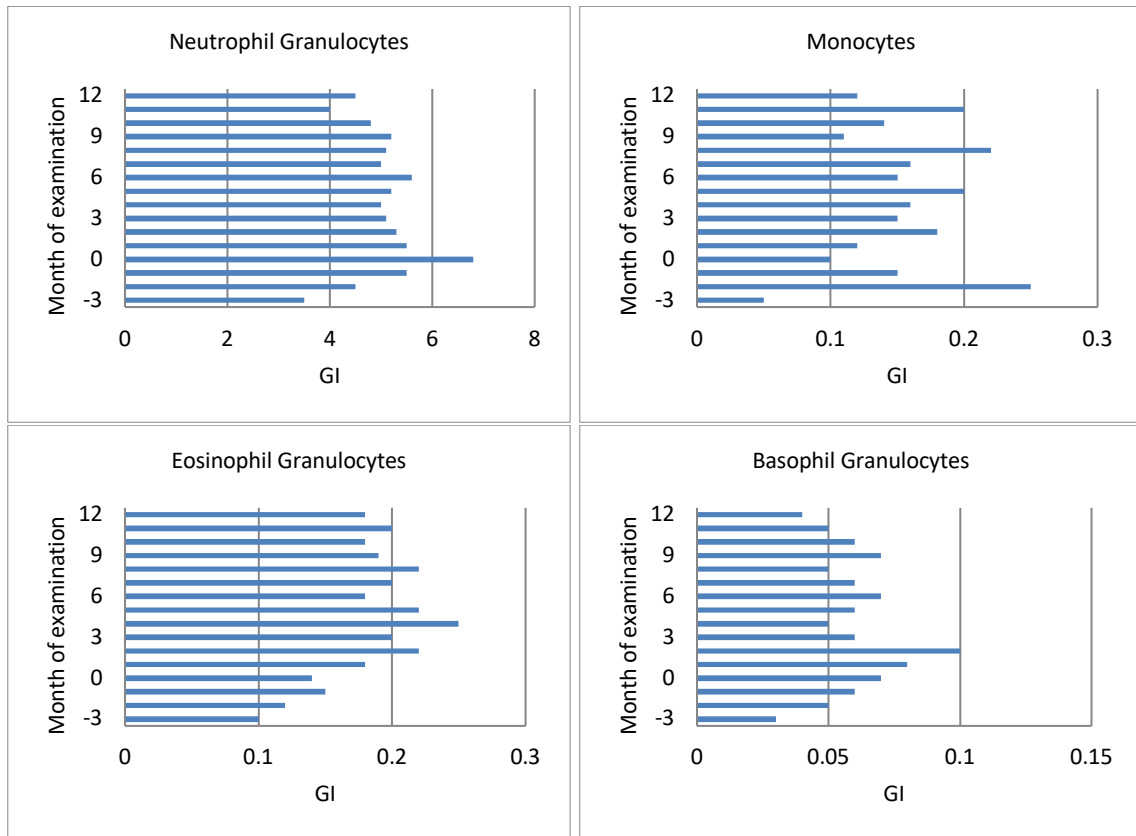 Neutrophil Granulocytes
Month of examination
12
9
6
3
0
-3
0 2 4 6 8
GI
Monocytes
Month of examination
12
9
6
3
0
-3
0 0.1 0.2 0.3
GI
Eosinophil Granulocytes
Month of examination
12
9
6
3
0
-3
0 0.1 0.2 0.3
GI
Basophil Granulocytes
Month of examination
12
9
6
3
0
-3
0 0.05 0.1 0.15
GI